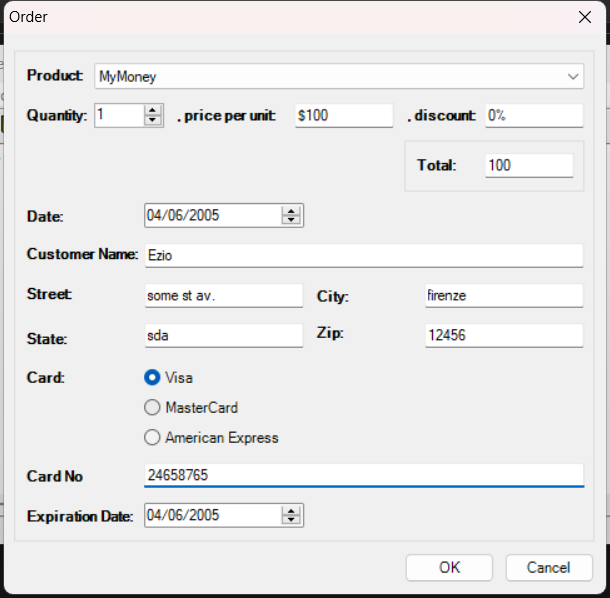 Order
Product: MyMoney
Quantity: 1 , price per unit: $100 , discount: 0%
Total: 100
Date: 04/06/2005
Customer Name: Ezio
Street: some st av. City: firenze
State: sda Zip: 12456
Card: Visa
MasterCard
American Express
Card No 24658765
Expiration Date: 04/06/2005
OK Cancel